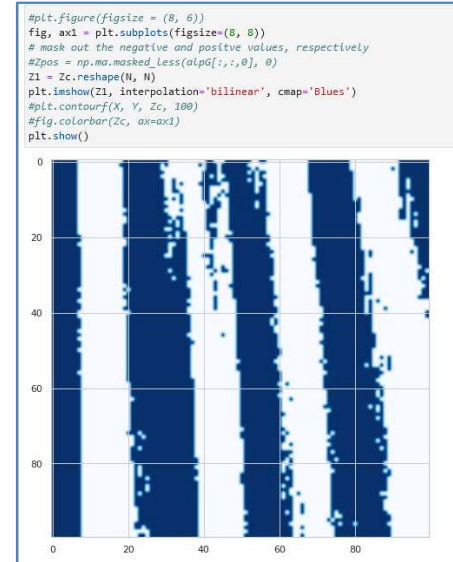 #plt.figure(figsize = (8, 6))
fig, ax1 = plt.subplots(figsize=(8, 8))
# mask out the negative and positve values, respectively
#Zpos = np.ma.masked_less(alpG[:,:,0], 0)
Z1 = Zc.reshape(N, N)
plt.imshow(Z1, interpolation='bilinear', cmap='Blues')
#plt.contourf(X, Y, Zc, 100)
#fig.colorbar(Zc, ax=ax1)
plt.show()
0
20
40
60
80
0 20 40 60 80